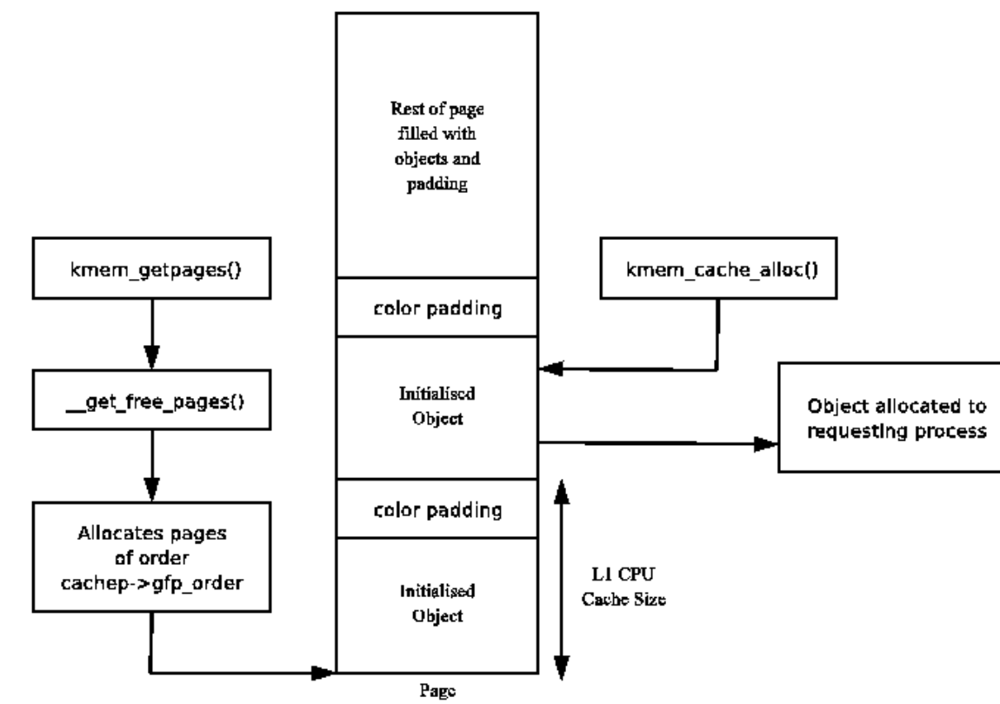 Rest of page
filled with
objects and
padding
kmem_getpages()
kmem_cache_alloc()
color padding
__get_free_pages()
Initialised
Object
Object allocated to
requesting process
color padding
Allocates pages
of order
cachep->gfp_order
Initialised
Object
L1 CPU
Cache Size
Page